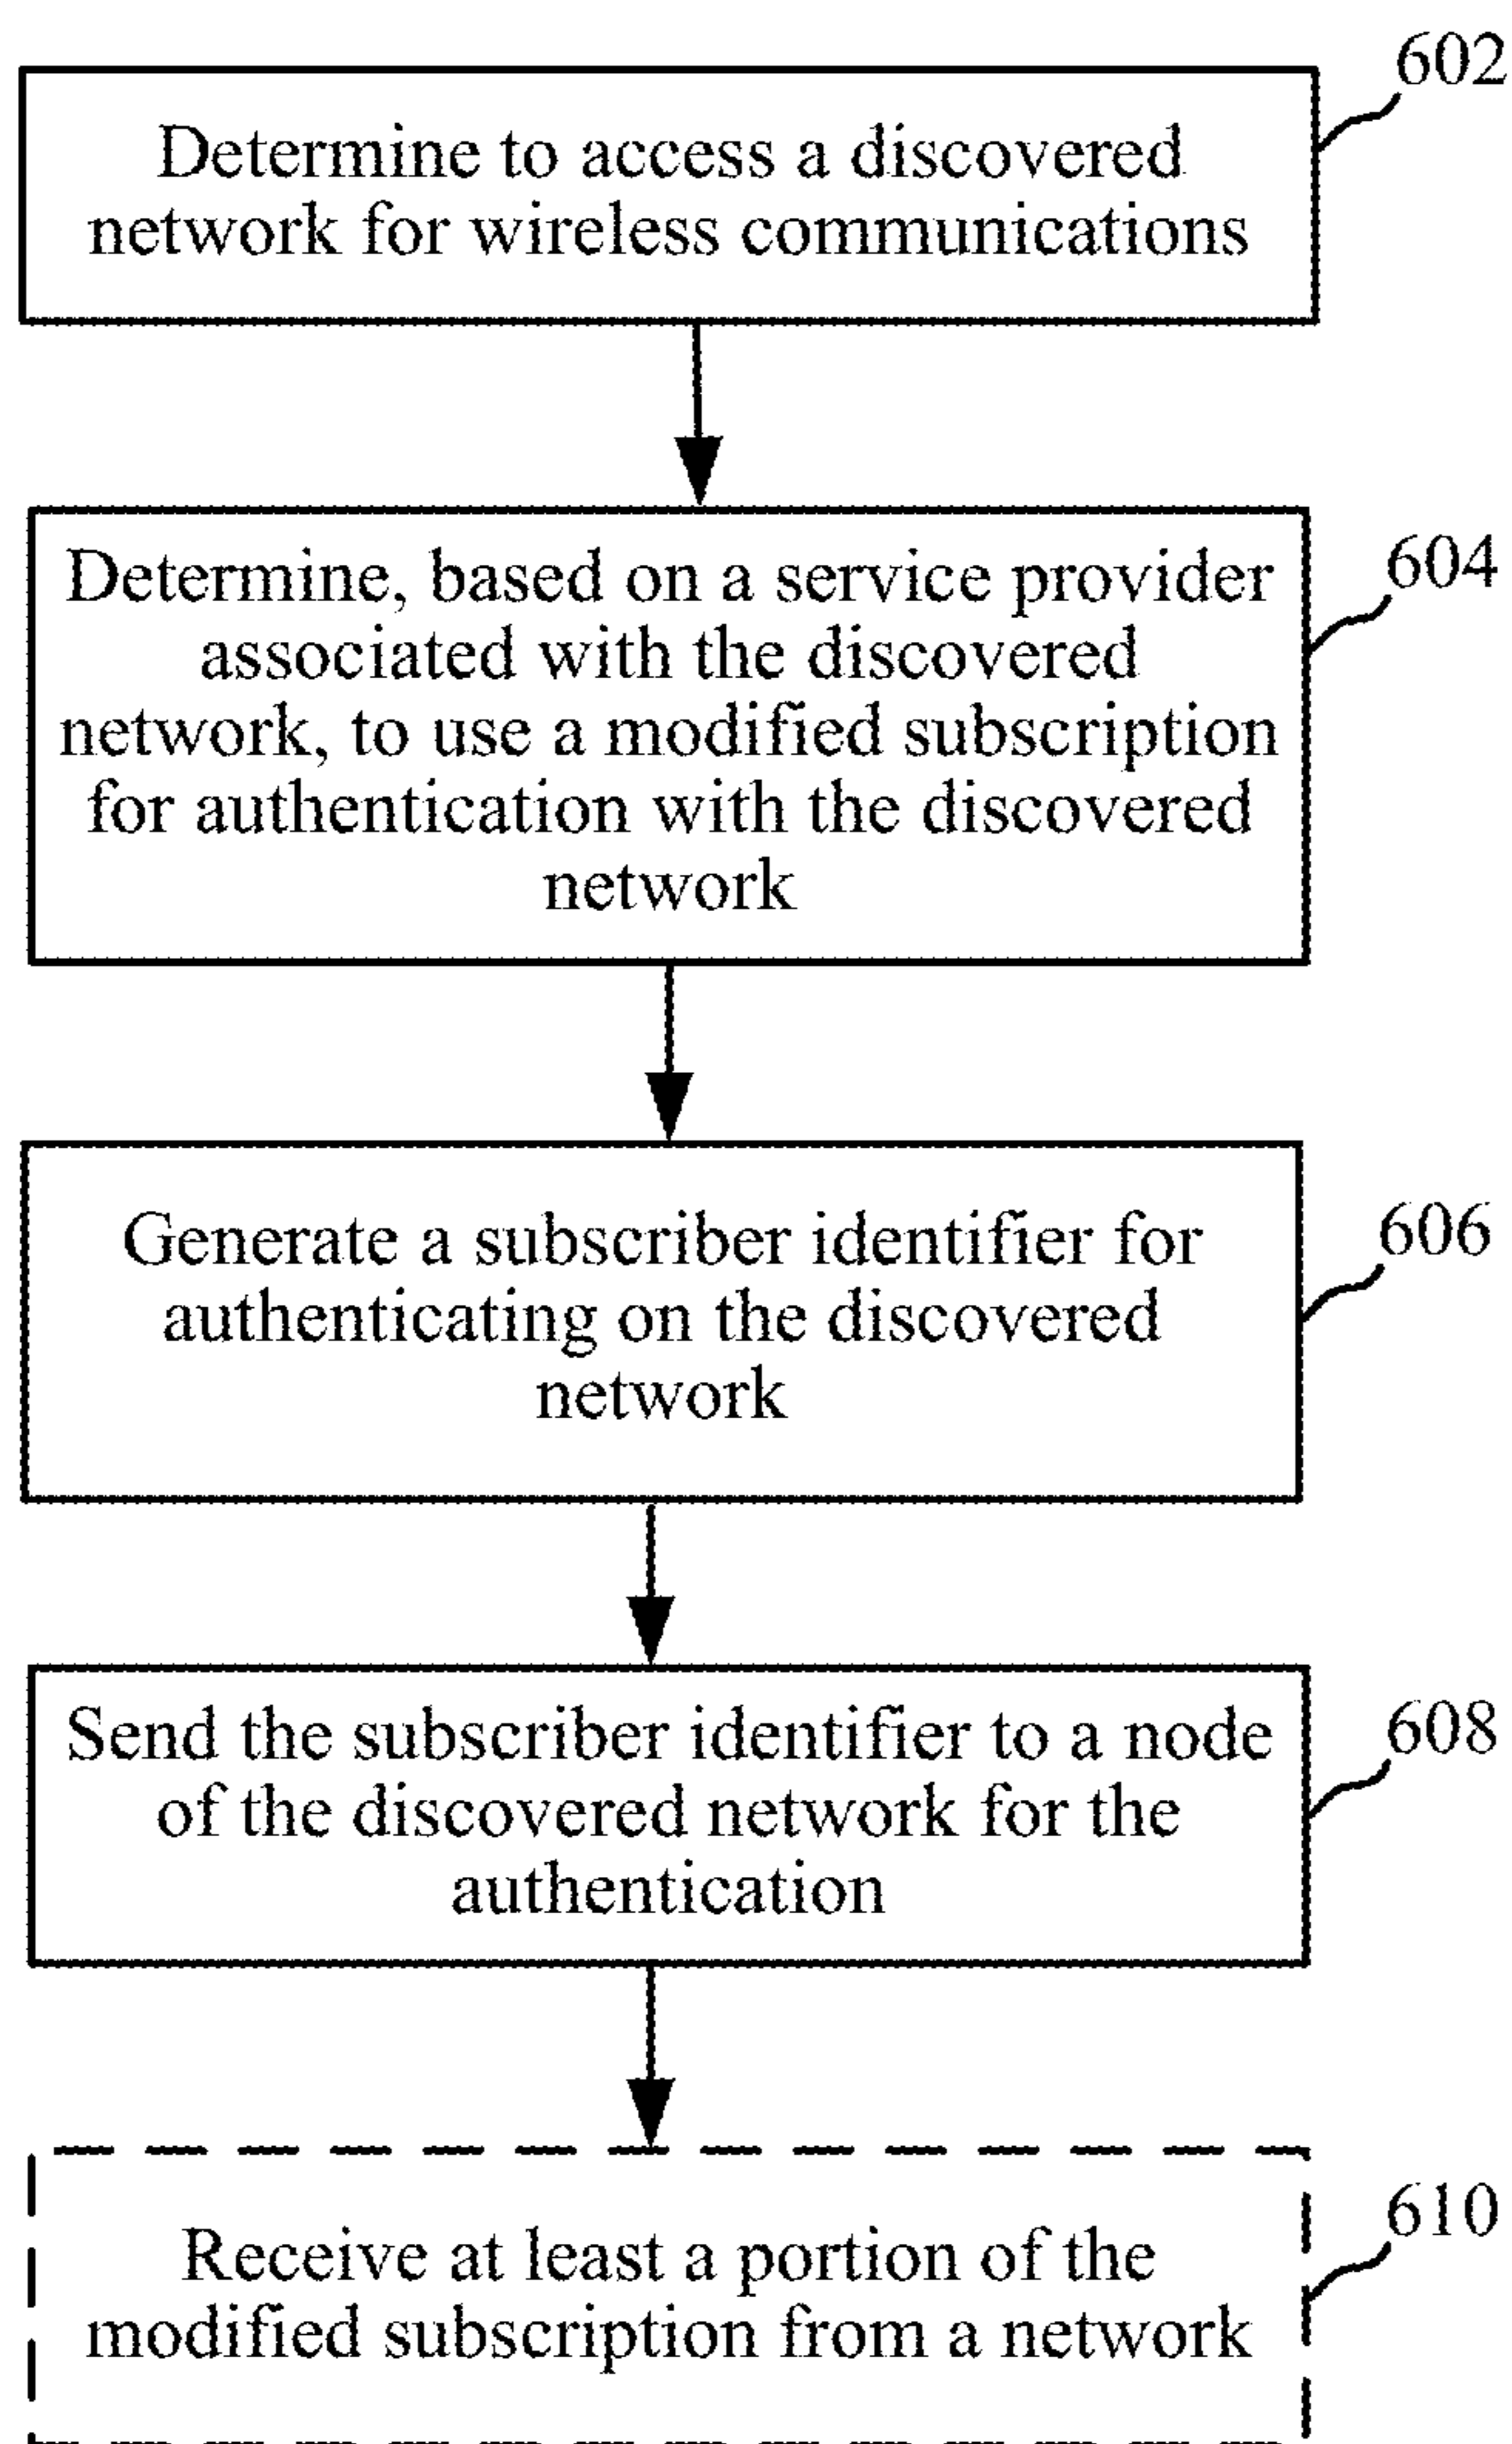 602
Determine to access a discovered
network for wireless communications
604
Determine, based on a service provider
associated with the discovered
network, to use a modified subscription
for authentication with the discovered
network
606
Generate a subscriber identifier for
authenticating on the discovered
network
608
Send the subscriber identifier to a node
of the discovered network for the
authentication
610
Receive at least a portion of the
modified subscription from a network